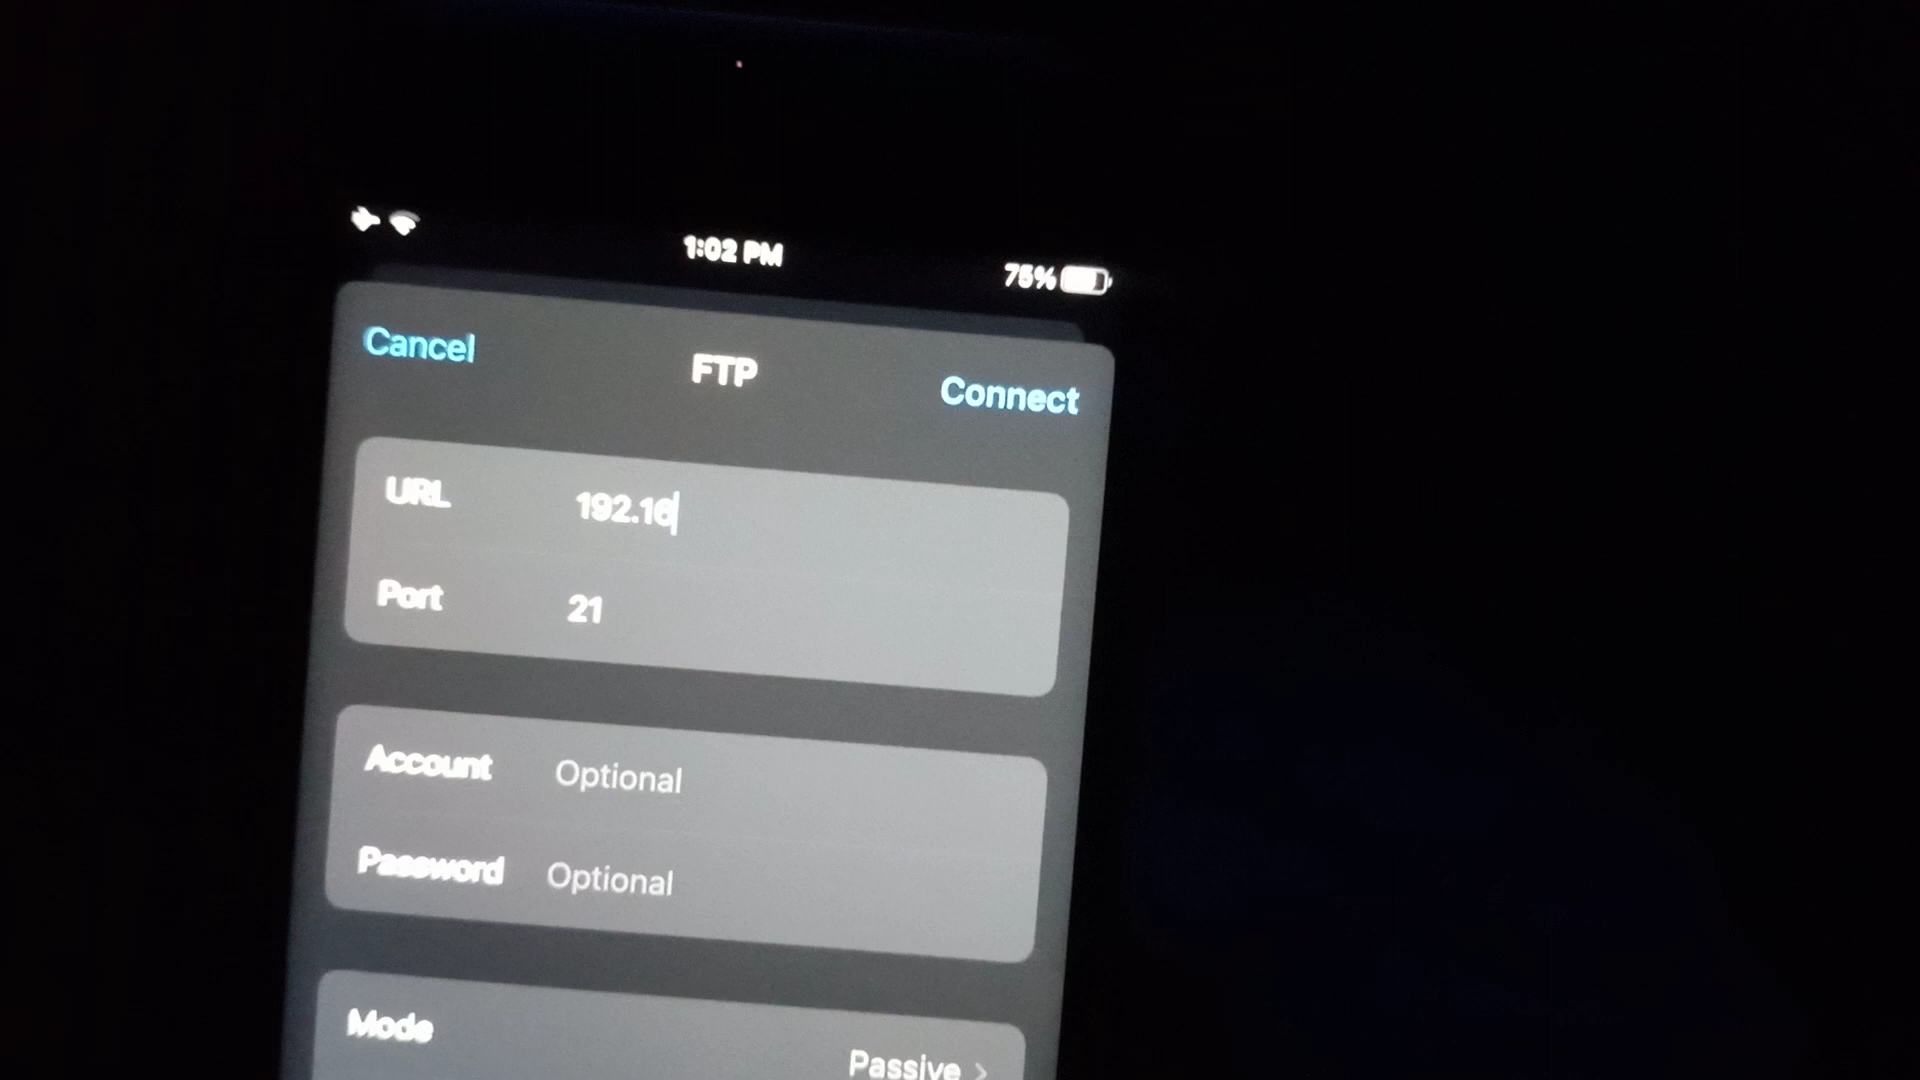 1:02 PM
75%
Cancel
FTP
Connect
URL
192.16
Port
21
Account
Optional
Password
Optional
Mode
Passive